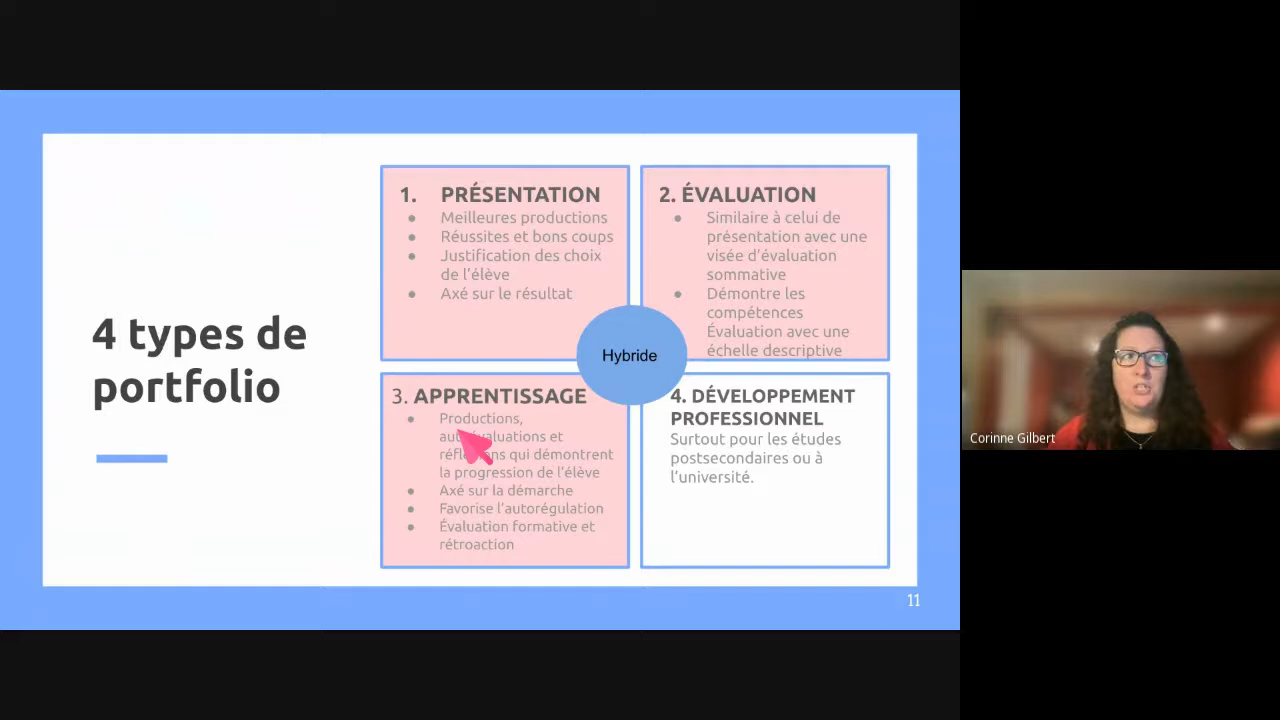 4 types de
portfolio
1. PRÉSENTATION
● Meilleures productions
● Réussites et bons coups
● Justification des choix
de l'élève
● Axé sur le résultat
2. ÉVALUATION
● Similaire à celui de
présentation avec une
visée d'évaluation
sommative
● Démontre les
compétences
Évaluation avec une
échelle descriptive
Hybride
3. APPRENTISSAGE
● Productions,
autoévaluations et
réflexions qui démontrent
la progression de l'élève
● Axé sur la démarche
● Favorise l'autorégulation
● Évaluation formative et
rétroaction
4. DÉVELOPPEMENT
PROFESSIONNEL
Surtout pour les études
postsecondaires ou à
l'université.
11
Corinne Gilbert